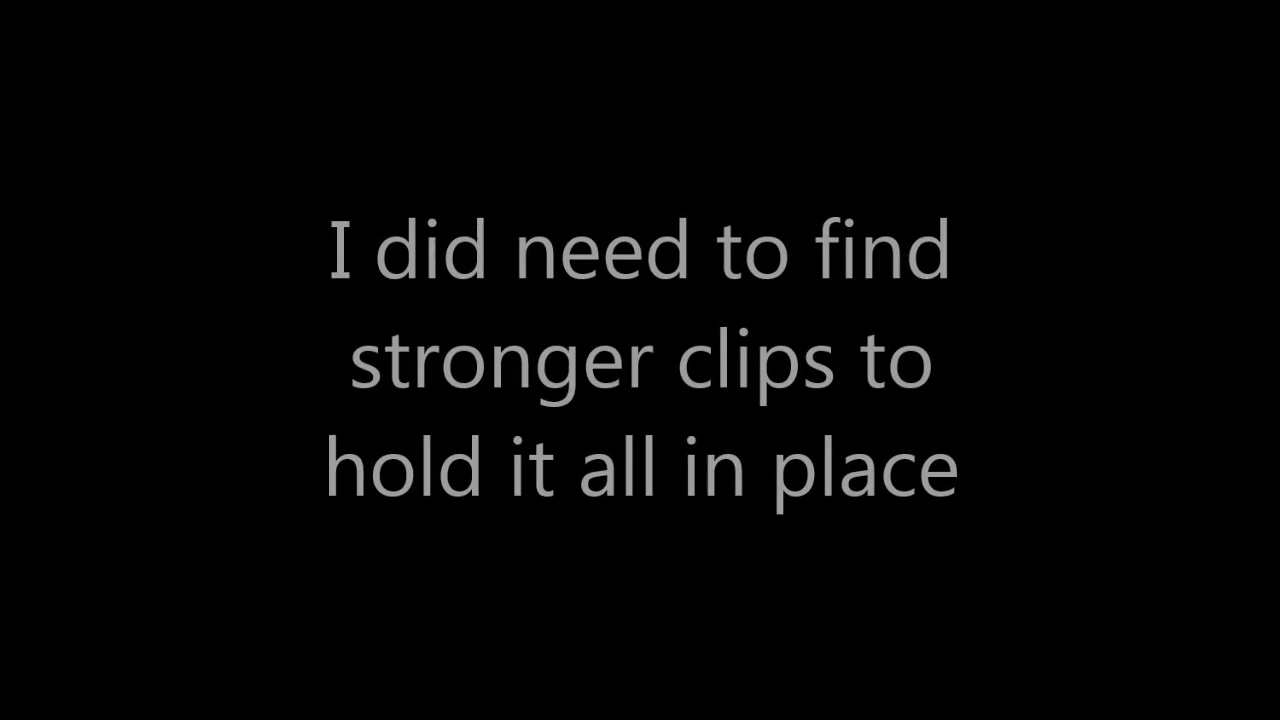 I did need to find
stronger clips to
hold it all in place